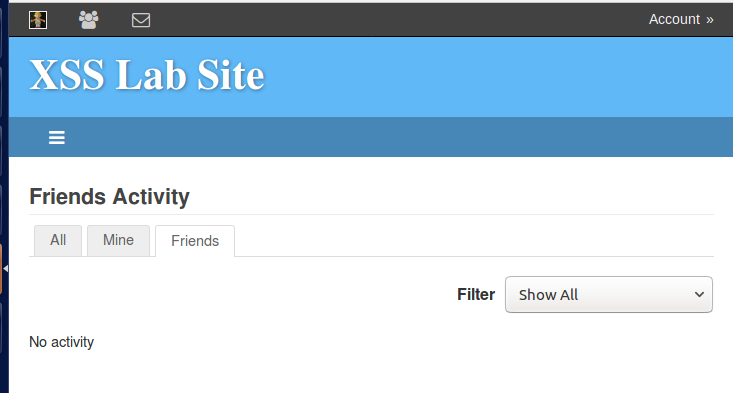 Account »
XSS Lab Site
Friends Activity
All Mine Friends
Filter Show All
No activity